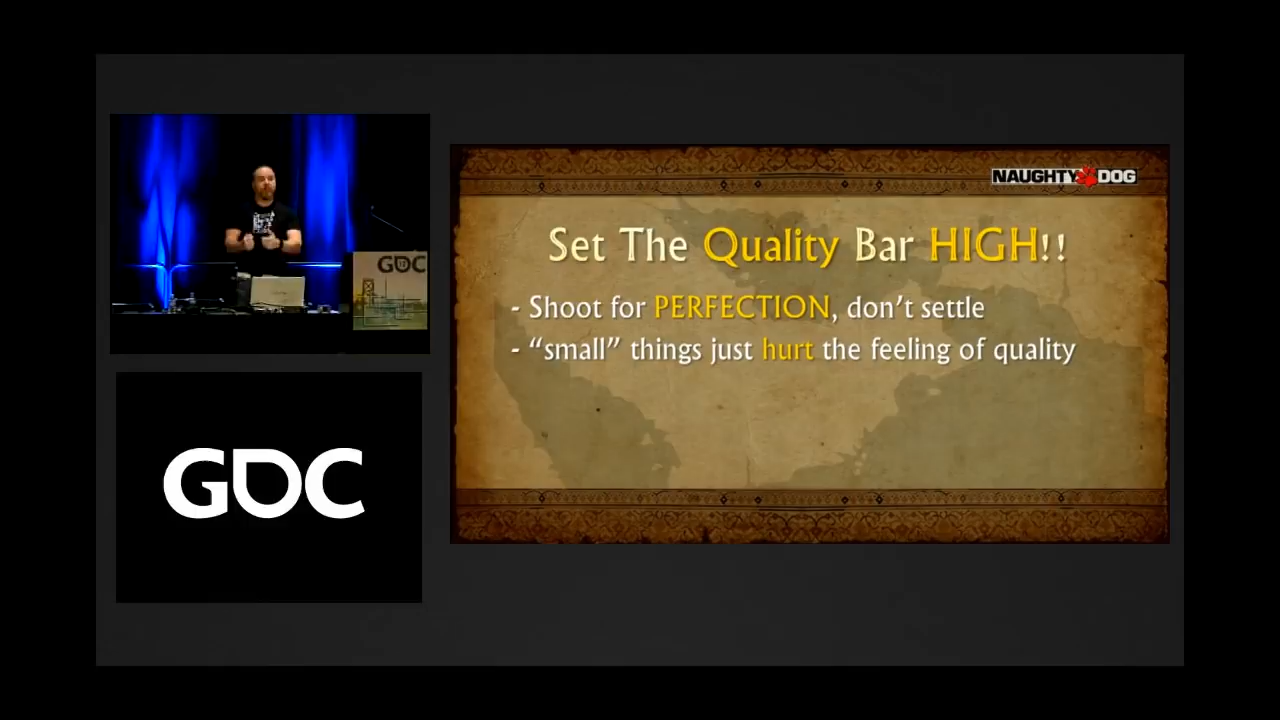 GDC
GDC
NAUGHTY DOG
Set The Quality Bar HIGH!!
- Shoot for PERFECTION, don't settle
- “small” things just hurt the feeling of quality